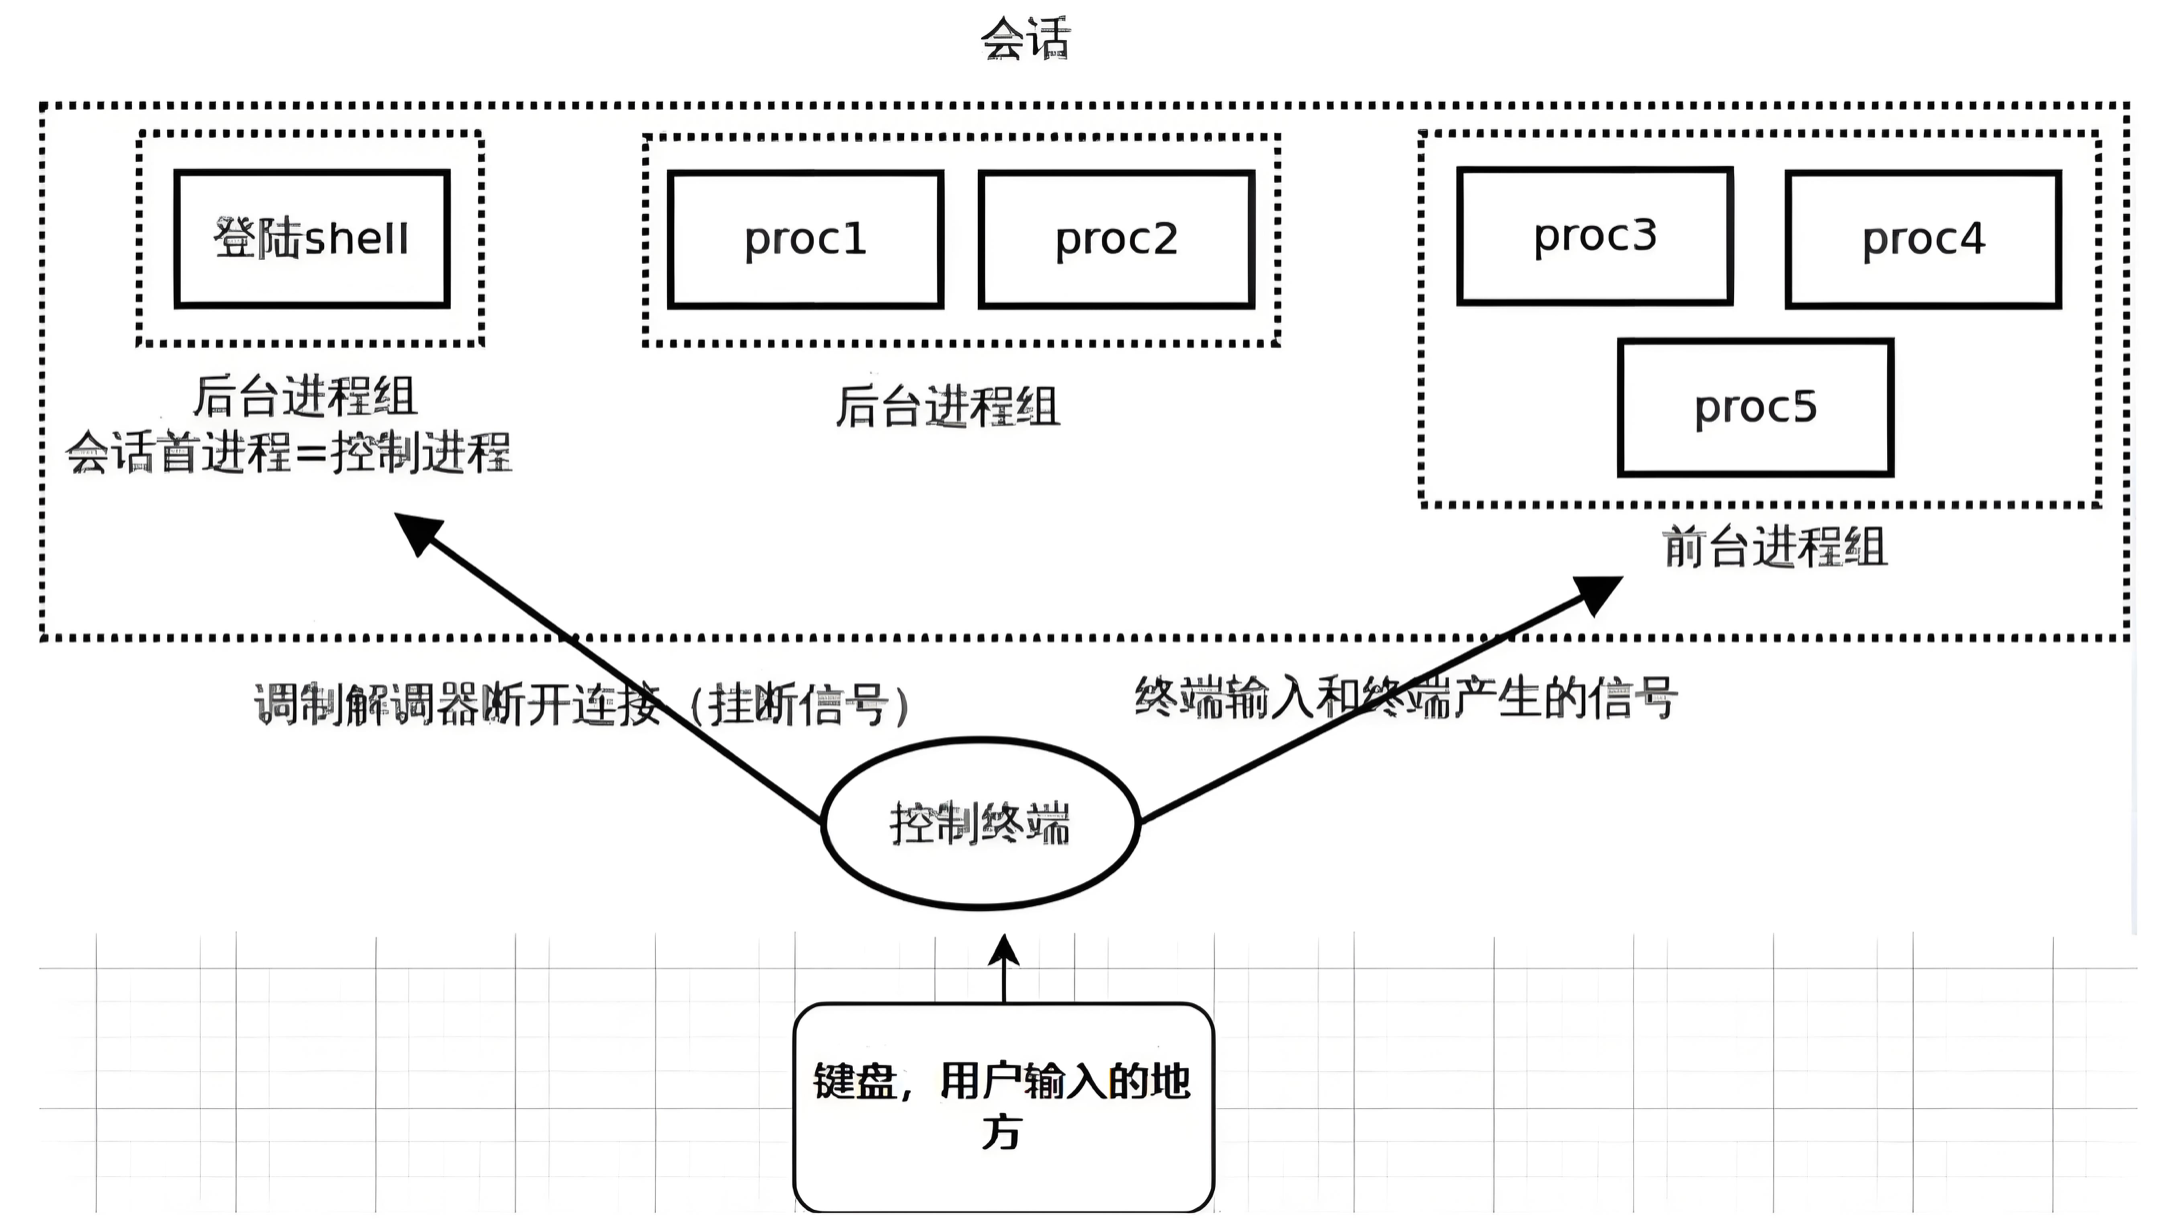 会话
登陆shell
proc1
proc2
proc3
proc4
proc5
后台进程组
会话首进程=控制进程
后台进程组
前台进程组
调制解调器断开连接（挂断信号）
终端输入和终端产生的信号
控制终端
键盘，用户输入的地
方